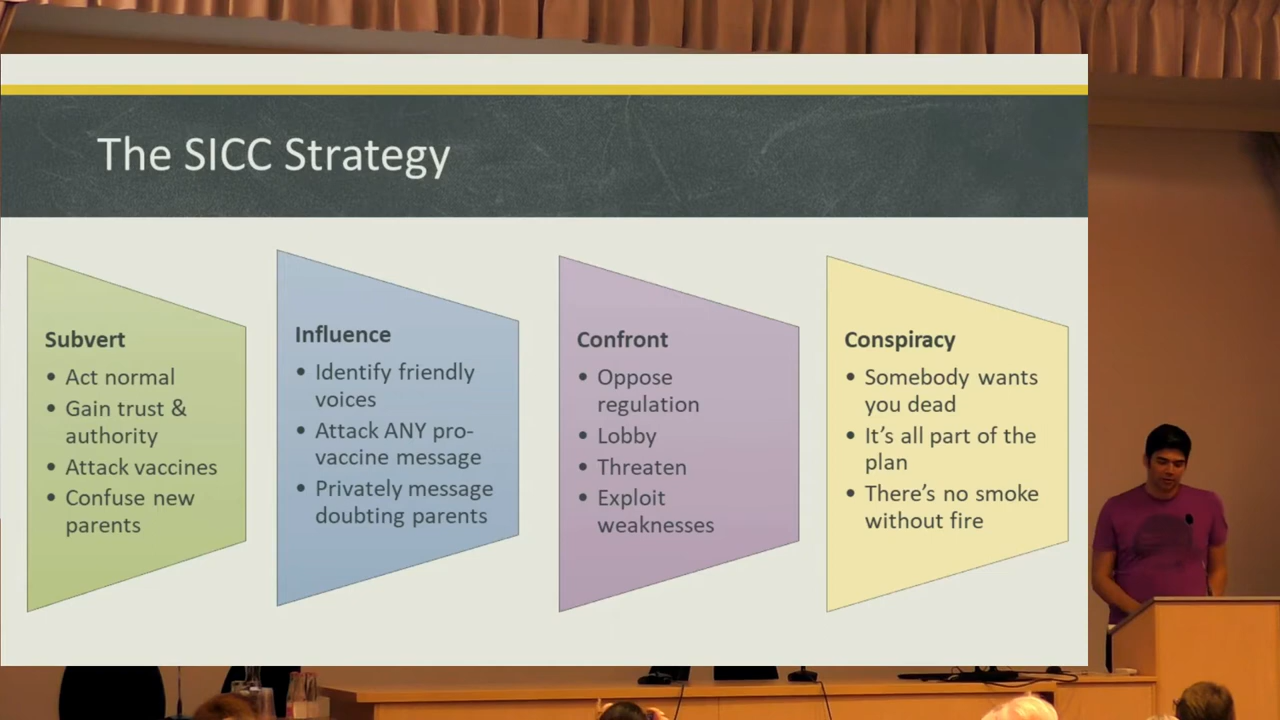 The SICC Strategy
Subvert
• Act normal
• Gain trust &
authority
• Attack vaccines
• Confuse new
parents
Influence
• Identify friendly
voices
• Attack ANY pro-
vaccine message
• Privately message
doubting parents
Confront
• Oppose
regulation
• Lobby
• Threaten
• Exploit
weaknesses
Conspiracy
• Somebody wants
you dead
• It’s all part of the
plan
• There’s no smoke
without fire